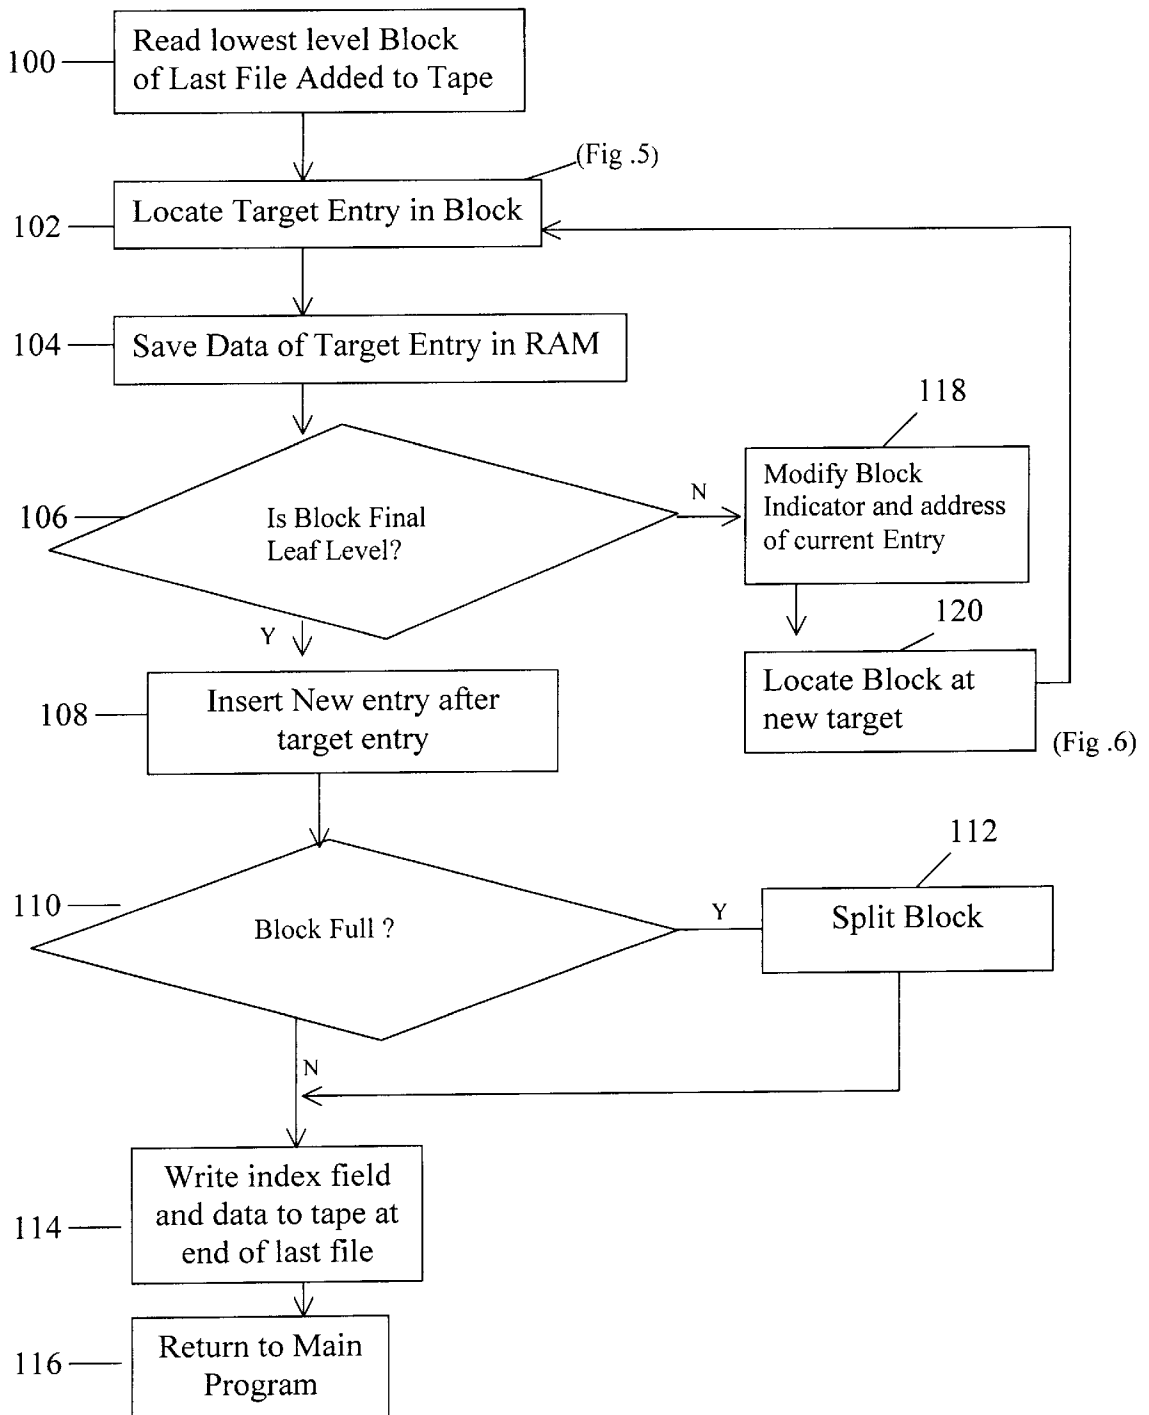 100
Read lowest level Block
of Last File Added to Tape
(Fig .5)
102
Locate Target Entry in Block
104
Save Data of Target Entry in RAM
118
106
Is Block Final
Leaf Level?
N
Modify Block
Indicator and address
of current Entry
Y
120
Locate Block at
new target
(Fig .6)
108
Insert New entry after
target entry
112
110
Block Full ?
Y
Split Block
N
114
Write index field
and data to tape at
end of last file
116
Return to Main
Program